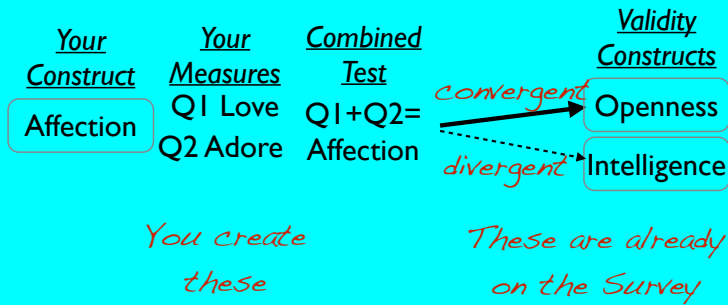 Your
Construct
Affection
Your
Measures
Q1 Love
Q2 Adore
Combined
Test
Q1+Q2=
Affection
convergent
divergent
Validity
Constructs
Openness
Intelligence
You create
these
These are already
on the Survey